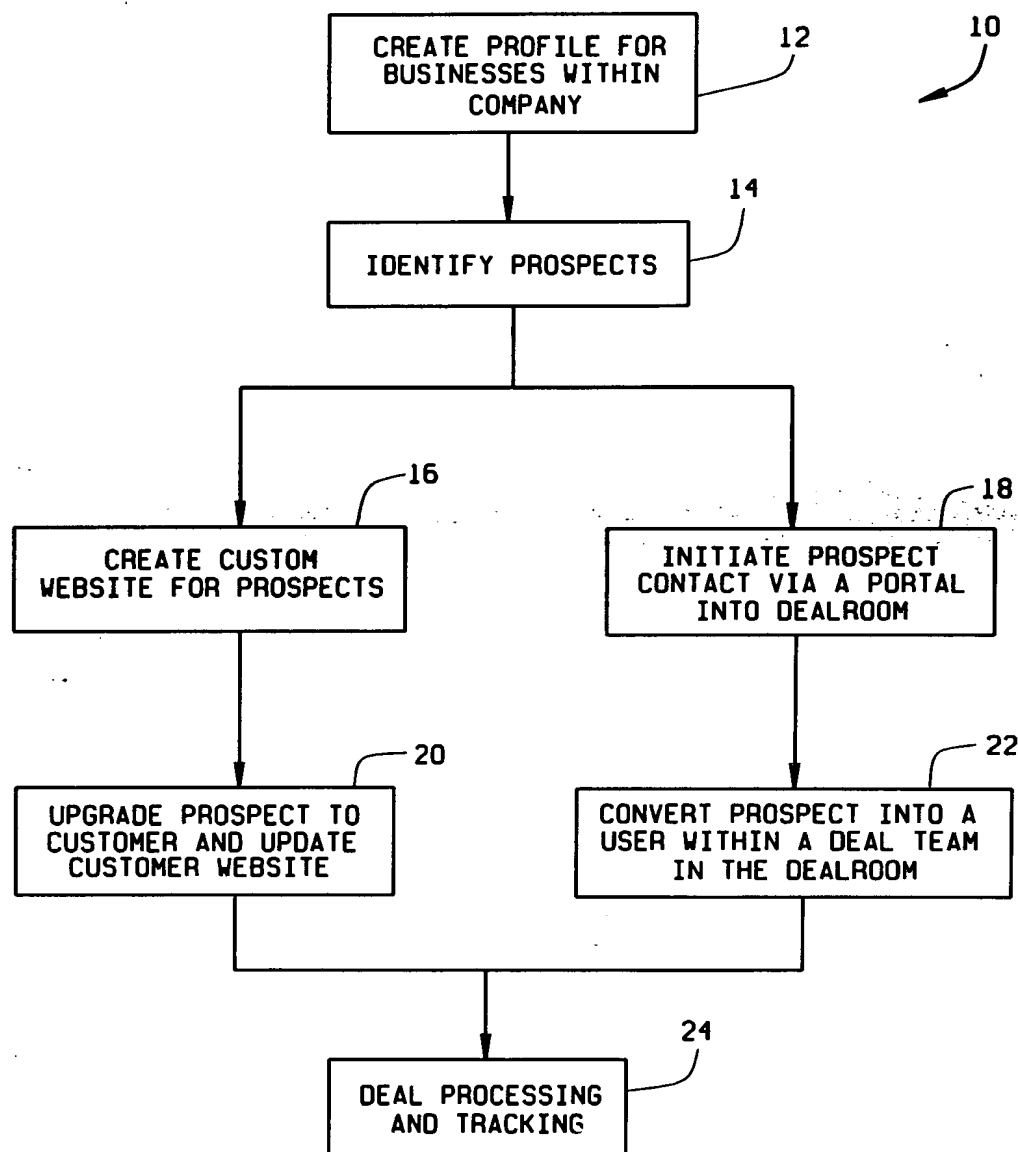 CREATE PROFILE FOR
BUSINESSES WITHIN
COMPANY
12
10
IDENTIFY PROSPECTS
14
CREATE CUSTOM
WEBSITE FOR PROSPECTS
16
INITIATE PROSPECT
CONTACT VIA A PORTAL
INTO DEALROOM
18
UPGRADE PROSPECT TO
CUSTOMER AND UPDATE
CUSTOMER WEBSITE
20
CONVERT PROSPECT INTO A
USER WITHIN A DEAL TEAM
IN THE DEALROOM
22
DEAL PROCESSING
AND TRACKING
24